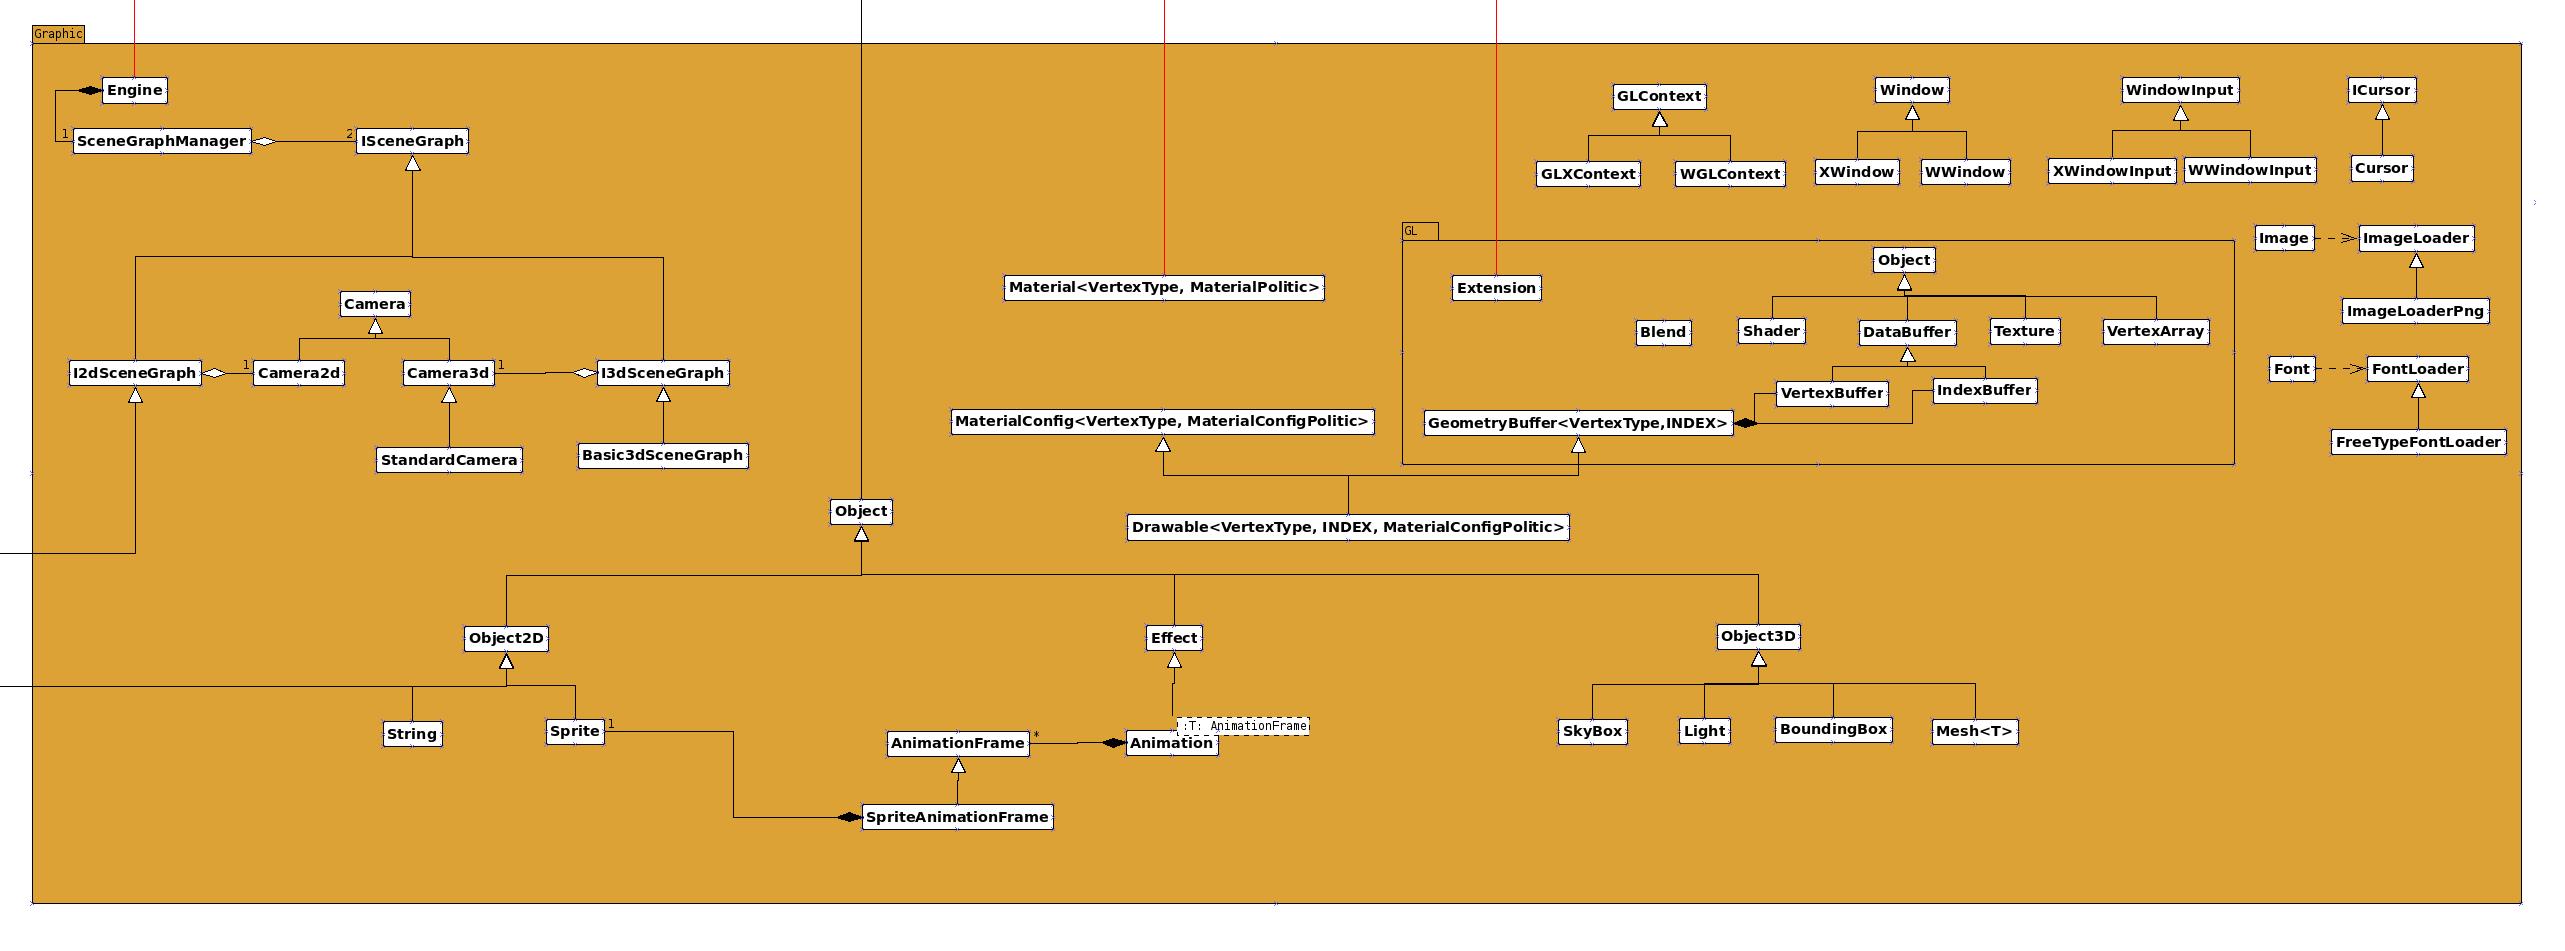 Graphic
Engine
1
SceneGraphManager
2
ISceneGraph
GLContext
Window
WindowInput
ICursor
GLXContext
WGLContext
XWindow
WWindow
XWindowInput
WWindowInput
Cursor
GL
Image
ImageLoader
ImageLoaderPng
Material<VertexType, MaterialPolitic>
Extension
Object
Blend
Shader
DataBuffer
Texture
VertexArray
Camera
I2dSceneGraph
1
Camera2d
Camera3d
1
I3dSceneGraph
Font
FontLoader
FreeTypeFontLoader
VertexBuffer
IndexBuffer
MaterialConfig<VertexType, MaterialConfigPolitic>
GeometryBuffer<VertexType,INDEX>
StandardCamera
Basic3dSceneGraph
Object
Drawable<VertexType, INDEX, MaterialConfigPolitic>
Object2D
Effect
Object3D
String
Sprite
1
AnimationFrame
*
Animation
:T: AnimationFrame
SkyBox
Light
BoundingBox
Mesh<T>
SpriteAnimationFrame